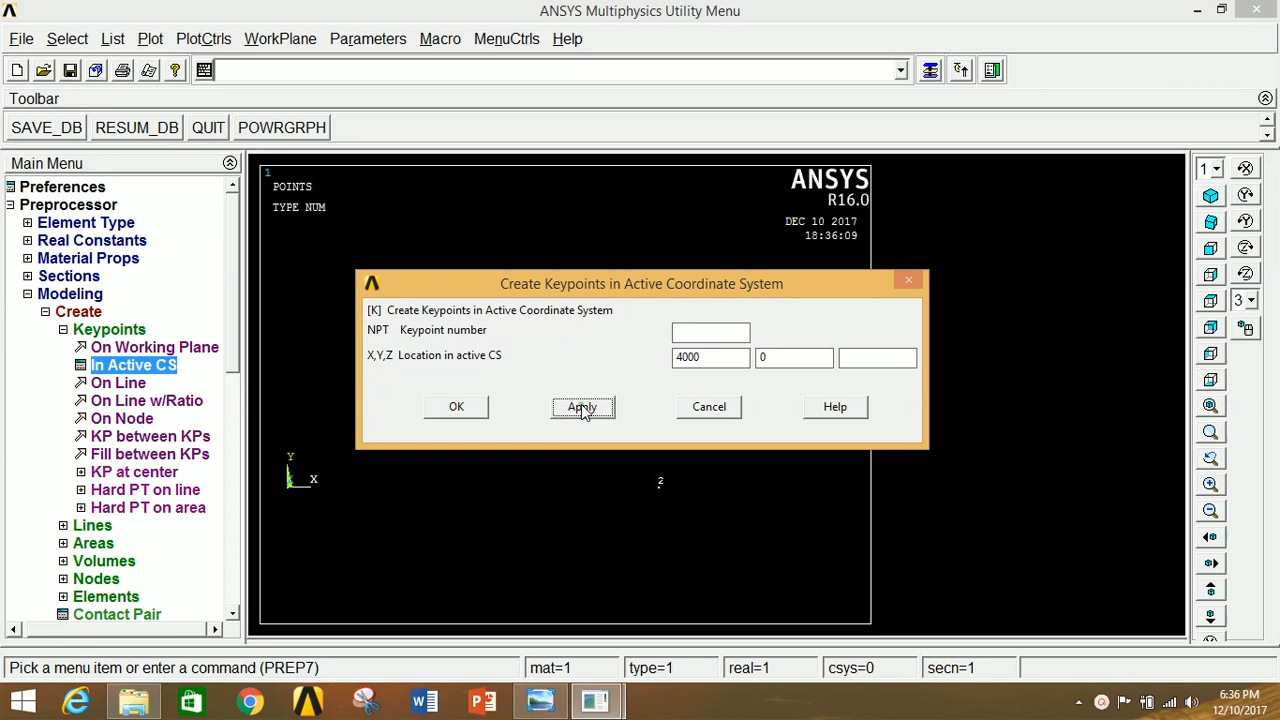 ANSYS Multiphysics Utility Menu
File Select List Plot PlotCtrls WorkPlane Parameters Macro MenuCtrls Help
Toolbar
SAVE_DB RESUM_DB QUIT POWRGRPH
Main Menu
Preferences
Preprocessor
Element Type
Real Constants
Material Props
Sections
Modeling
Create
Keypoints
On Working Plane
In Active CS
On Line
On Line w/Ratio
On Node
KP between KPs
Fill between KPs
KP at center
Hard PT on line
Hard PT on area
Lines
Areas
Volumes
Nodes
Elements
Contact Pair
1
POINTS
TYPE NUM
ANSYS
R16.0
DEC 10 2017
18:36:09
Create Keypoints in Active Coordinate System
[K] Create Keypoints in Active Coordinate System
NPT Keypoint number
X,Y,Z Location in active CS 4000 0
OK Apply Cancel Help
Y
X
2
1
3
Pick a menu item or enter a command (PREP7) mat=1 type=1 real=1 csys=0 secn=1
6:36 PM
12/10/2017